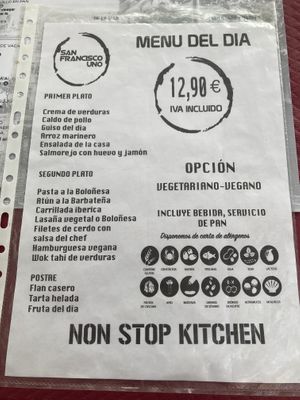 SAN
FRANCISCO
UNO
MENU DEL DIA
12,90 €
IVA INCLUIDO
PRIMER PLATO
Crema de verduras
Caldo de pollo
Guiso del dia
Arroz marinero
Ensalada de la casa
Salmorejo con huevo y jamón
SEGUNDO PLATO
Pasta a la Boloñesa
Atún a la Barbateña
Carrillada iberica
Lasaña vegetal o Boloñesa
Filetes de cerdo con
salsa del chef
Hamburguesa vegana
Wok tahi de verduras
POSTRE
Flan casero
Tarta helada
Fruta del día
OPCIÓN
VEGETARIANO-VEGANO
INCLUYE BEBIDA, SERVICIO
DE PAN
Disponemos de carta de alérgenos
NON STOP KITCHEN